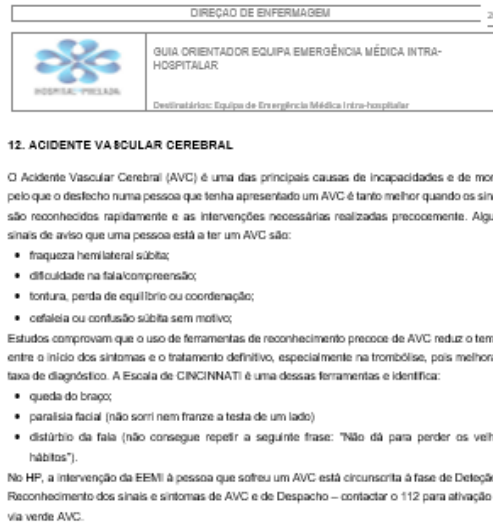 DIREÇÃO DE ENFERMAGEM
2
GUIA ORIENTADOR EQUIPA EMERGÊNCIA MÉDICA INTRA-
HOSPITALAR
HOSPITAL PRIVADA
Destinatários: Equipa de Emergência Médica Intra-hospitalar
12. ACIDENTE VASCULAR CEREBRAL
O Acidente Vascular Cerebral (AVC) é uma das principais causas de incapacidades e de mor
pelo que o desfecho numa pessoa que tenha apresentado um AVC é tanto melhor quando os sin
são reconhecidos rapidamente e as intervenções necessárias realizadas precocemente. Algu
sinais de aviso que uma pessoa está a ter um AVC são:
• fraqueza hemilateral súbita;
• dificuldade na fala/compreensão;
• tontura, perda de equilíbrio ou coordenação;
• cefaleia ou confusão súbita sem motivo;
Estudos comprovam que o uso de ferramentas de reconhecimento precoce de AVC reduz o tem
entre o início dos sintomas e o tratamento definitivo, especialmente na trombólise, pois melhora
taxa de diagnóstico. A Escala de CINCINNATI é uma dessas ferramentas e identifica:
• queda do braço;
• paralisia facial (não sorri nem franze a testa de um lado)
• distúrbio da fala (não consegue repetir a seguinte frase: "Não dá para perder os velh
hábitos").
No HP, a intervenção da EEMI à pessoa que sofreu um AVC está circunscrita à fase de Deteção
Reconhecimento dos sinais e sintomas de AVC e de Despacho – contactar o 112 para ativação
via verde AVC.